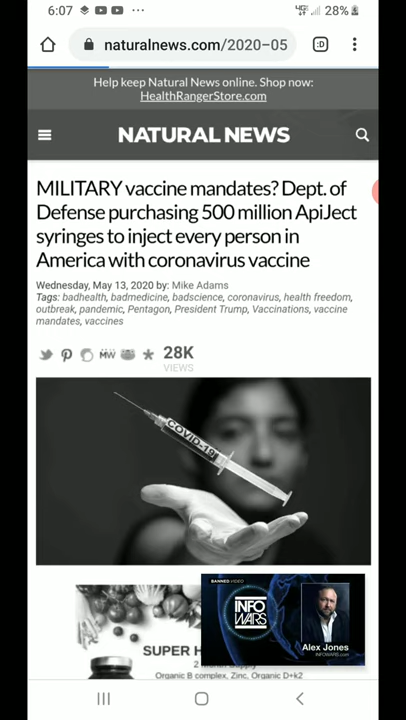 6:07
28%
naturalnews.com/2020-05
:D
Help keep Natural News online. Shop now:
HealthRangerStore.com
NATURAL NEWS
MILITARY vaccine mandates? Dept. of
Defense purchasing 500 million ApiJect
syringes to inject every person in
America with coronavirus vaccine
Wednesday, May 13, 2020 by: Mike Adams
Tags: badhealth, badmedicine, badscience, coronavirus, health freedom,
outbreak, pandemic, Pentagon, President Trump, Vaccinations, vaccine
mandates, vaccines
MW
28K
VIEWS
COVID-19
BANNED.VIDEO
INFO
WARS
Alex Jones
INFOWARS.com
SUPER H
Organic B complex, Zinc, Organic D+k2